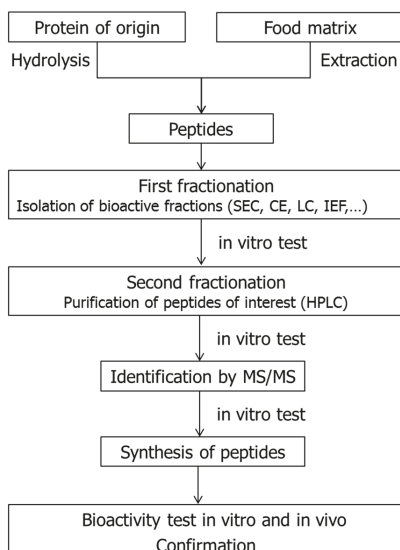 Protein of origin
Food matrix
Hydrolysis
Extraction
Peptides
First fractionation
Isolation of bioactive fractions (SEC, CE, LC, IEF,...)
in vitro test
Second fractionation
Purification of peptides of interest (HPLC)
in vitro test
Identification by MS/MS
in vitro test
Synthesis of peptides
Bioactivity test in vitro and in vivo
Confirmation